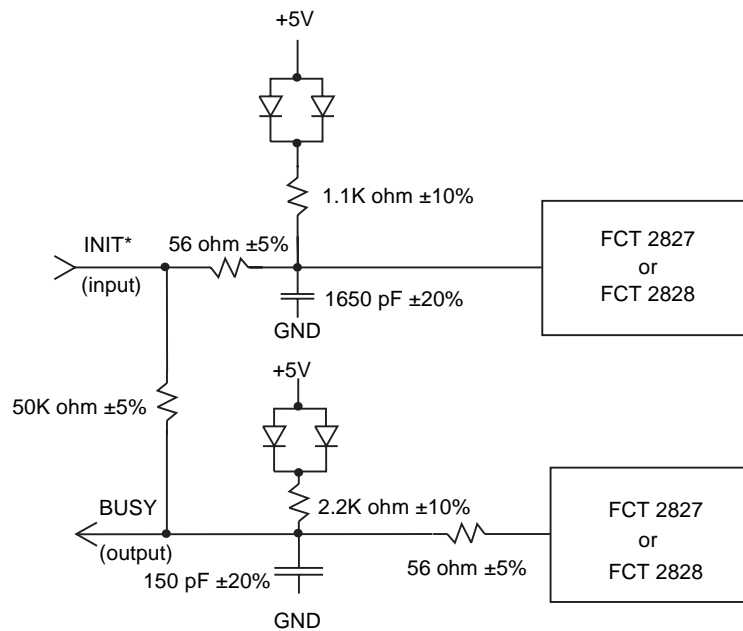 +5V
1.1K ohm ±10%
INIT*
(input)
56 ohm ±5%
1650 pF ±20%
GND
FCT 2827
or
FCT 2828
50K ohm ±5%
+5V
2.2K ohm ±10%
BUSY
(output)
150 pF ±20%
GND
56 ohm ±5%
FCT 2827
or
FCT 2828